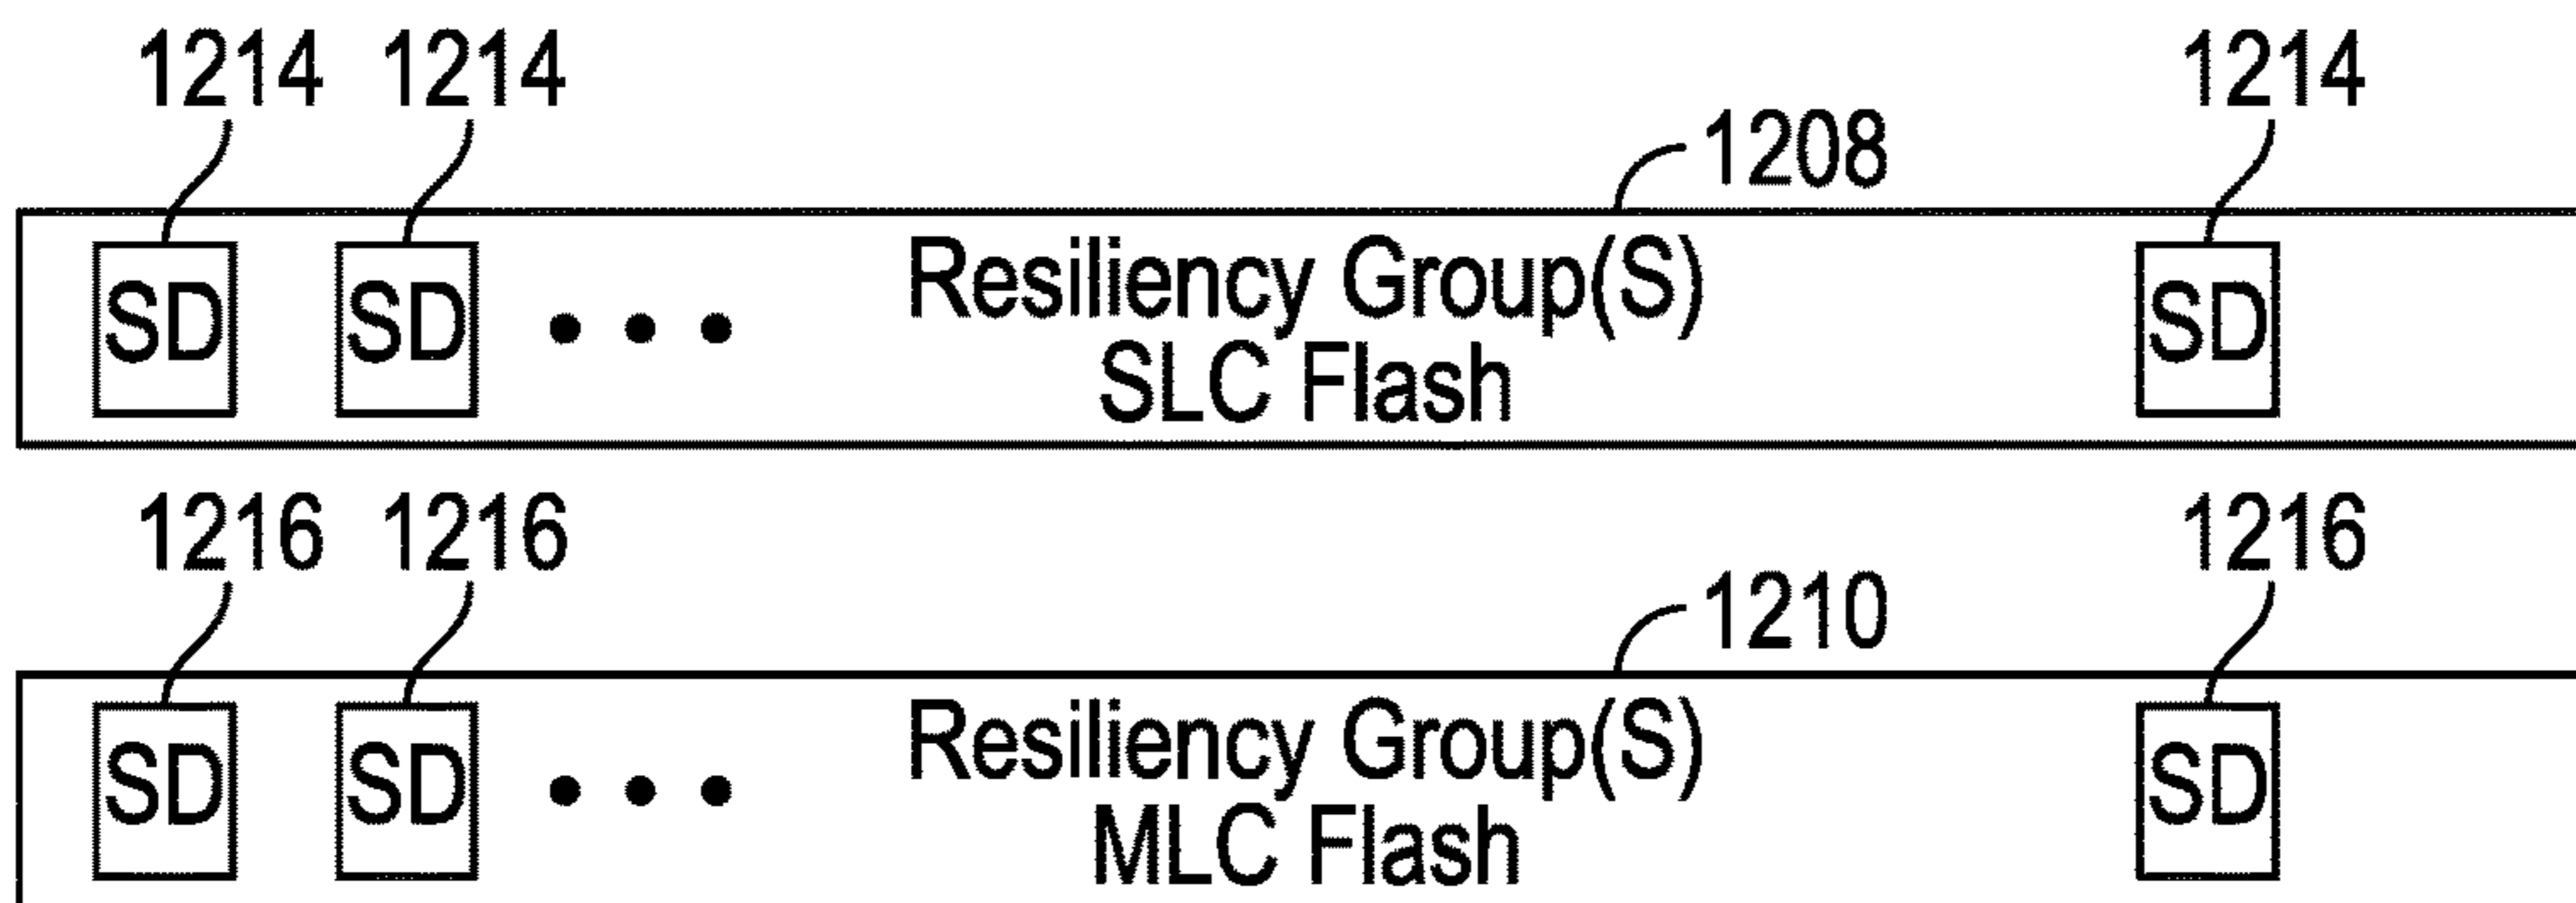 1214 1214 1214
1208
SD SD Resiliency Group(S) SD
SLC Flash
1216 1216 1216
1210
SD SD Resiliency Group(S) SD
MLC Flash